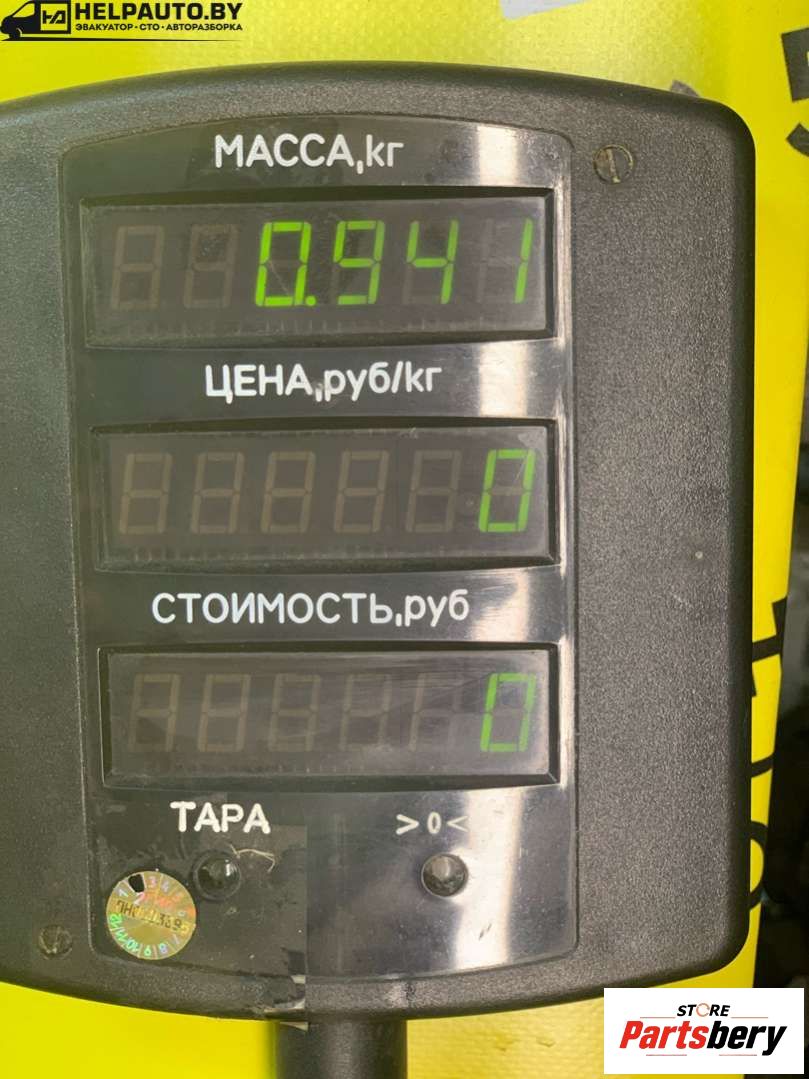 HELPAUTO.BY
ЭВАКУАТОР•СТО•АВТОРАЗБОРКА
МАССА,кг
0.941
ЦЕНА,руб/кг
0
СТОИМОСТЬ,руб
0
ТАРА >0<
STORE
Partsbery